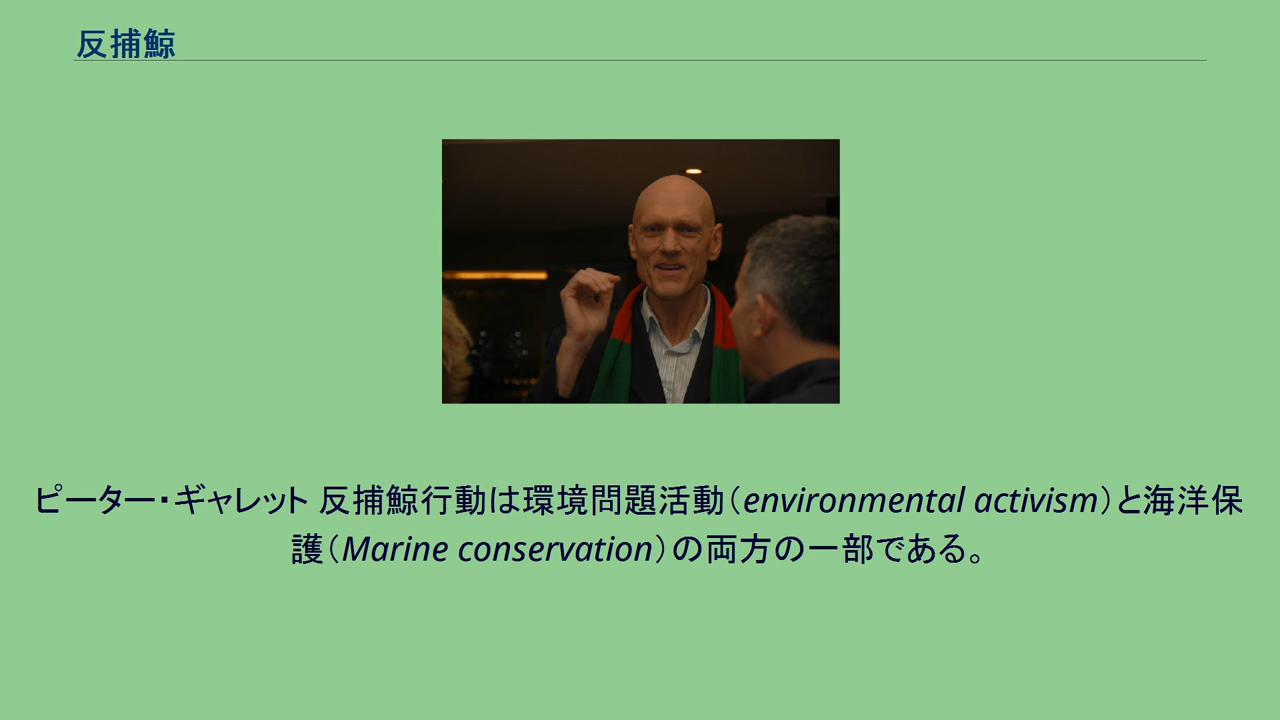 反捕鯨
ピーター・ギャレット 反捕鯨行動は環境問題活動（environmental activism）と海洋保
護（Marine conservation）の両方の一部である。